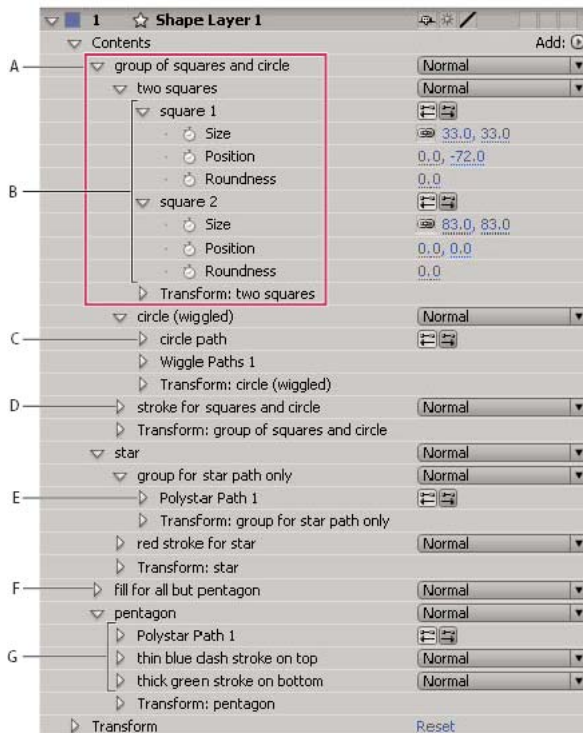 1 Shape Layer 1
Contents Add:
A group of squares and circle Normal
two squares Normal
square 1
Size 33.0, 33.0
Position 0.0, -72.0
Roundness 0.0
B
square 2
Size 83.0, 83.0
Position 0.0, 0.0
Roundness 0.0
Transform: two squares
circle (wiggled) Normal
C circle path
Wiggle Paths 1
Transform: circle (wiggled)
D stroke for squares and circle Normal
Transform: group of squares and circle
star Normal
group for star path only Normal
E Polystar Path 1
Transform: group for star path only
red stroke for star Normal
Transform: star
F fill for all but pentagon Normal
pentagon Normal
Polystar Path 1
G thin blue dash stroke on top Normal
thick green stroke on bottom Normal
Transform: pentagon
Transform Reset